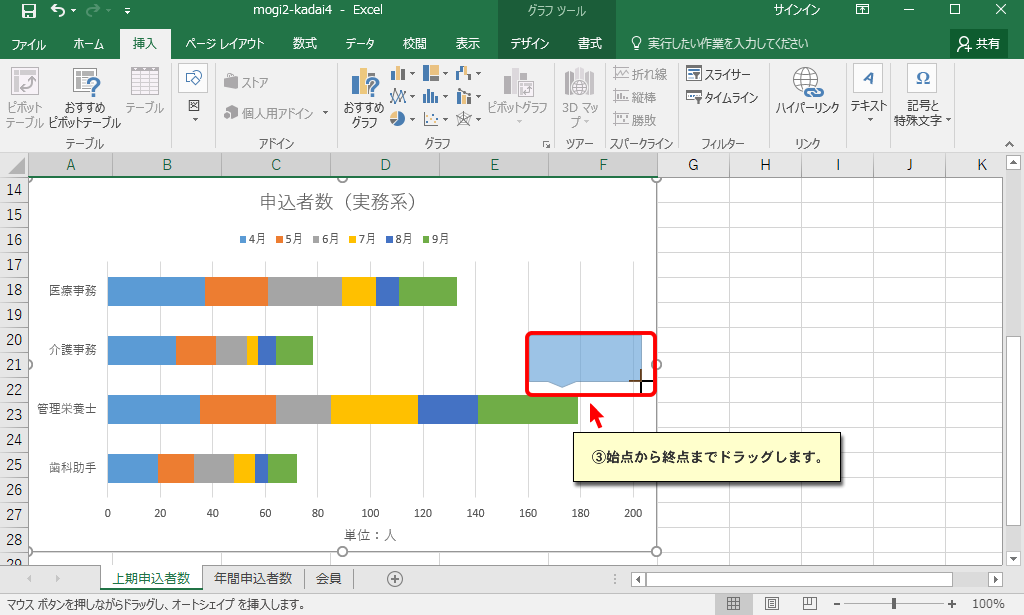 mogi2-kadai4 - Excel
グラフ ツール
サインイン
ファイル
ホーム
挿入
ページ レイアウト
数式
データ
校閲
表示
デザイン
書式
実行したい作業を入力してください
共有
ピボット
テーブル
おすすめ
ピボットテーブル
テーブル
図
ストア
個人用アドイン
おすすめ
グラフ
ピボットグラフ
3D マッ
プ
折れ線
縦棒
勝敗
スライサー
タイムライン
ハイパーリンク
テキスト
記号と
特殊文字
テーブル
アドイン
グラフ
ツアー
スパークライン
フィルター
リンク
A B C D E F G H I J K
14
15
16
17
18
19
20
21
22
23
24
25
26
27
28
29
申込者数（実務系）
4月 5月 6月 7月 8月 9月
医療事務
介護事務
管理栄養士
歯科助手
0 20 40 60 80 100 120 140 160 180 200
単位：人
③始点から終点までドラッグします。
上期申込者数
年間申込者数
会員
マウス ボタンを押しながらドラッグし、オートシェイプ を挿入します。
100%